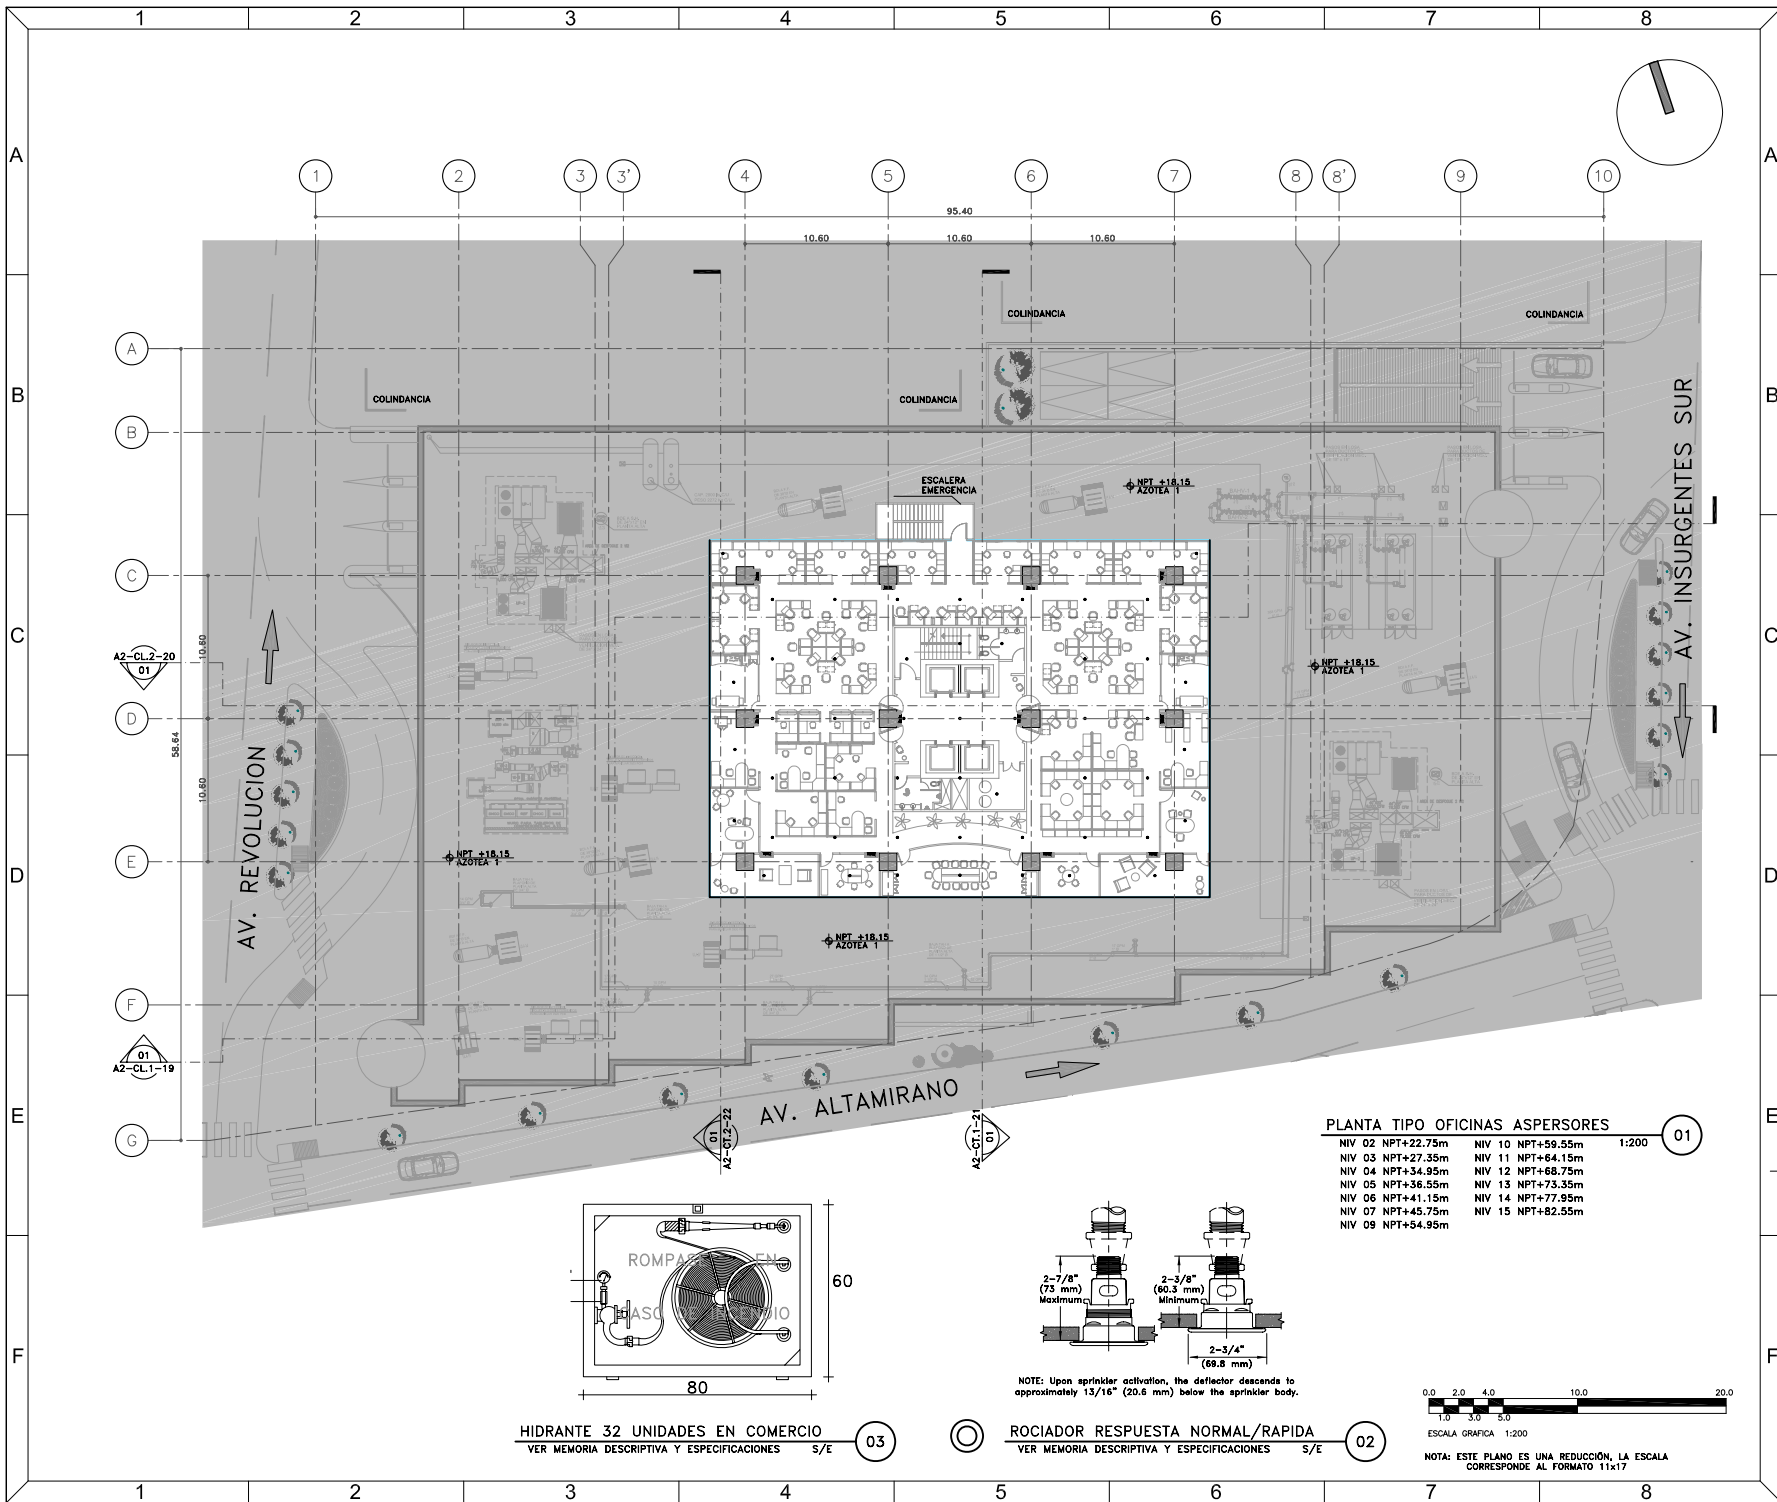 1 2 3 4 5 6 7 8
A
B
C
D
E
F
A
B
C
D
E
F
1 2 3 3' 4 5 6 7 8 8' 9 10
95.40
10.60 10.60 10.60
COLINDANCIA
COLINDANCIA
COLINDANCIA
COLINDANCIA
A
B
C
D
E
F
G
ESCALERA
EMERGENCIA
NPT +18.15
AZOTEA 1
NPT +18.15
AZOTEA 1
NPT +18.15
AZOTEA 1
NPT +18.15
AZOTEA 1
10.60
58.64
10.60
A2-CL.2-20
01
01
A2-CL.1-19
AV. REVOLUCION
AV. INSURGENTES SUR
AV. ALTAMIRANO
01
A2-CT.2-22
A2-CT.1-21
01
PLANTA TIPO OFICINAS ASPERSORES
01
1:200
NIV 02 NPT+22.75m NIV 10 NPT+59.55m
NIV 03 NPT+27.35m NIV 11 NPT+64.15m
NIV 04 NPT+34.95m NIV 12 NPT+68.75m
NIV 05 NPT+36.55m NIV 13 NPT+73.35m
NIV 06 NPT+41.15m NIV 14 NPT+77.95m
NIV 07 NPT+45.75m NIV 15 NPT+82.55m
NIV 09 NPT+54.95m
ROMPASE EN
CASO DE INCENDIO
60
80
HIDRANTE 32 UNIDADES EN COMERCIO
VER MEMORIA DESCRIPTIVA Y ESPECIFICACIONES S/E
03
2-7/8"
(73 mm)
Maximum
2-3/8"
(60.3 mm)
Minimum
2-3/4"
(69.8 mm)
NOTE: Upon sprinkler activation, the deflector descends to
approximately 13/16" (20.6 mm) below the sprinkler body.
ROCIADOR RESPUESTA NORMAL/RAPIDA
VER MEMORIA DESCRIPTIVA Y ESPECIFICACIONES S/E
02
0.0 2.0 4.0 10.0 20.0
1.0 3.0 5.0
ESCALA GRAFICA 1:200
NOTA: ESTE PLANO ES UNA REDUCCIÓN, LA ESCALA
CORRESPONDE AL FORMATO 11x17
1 2 3 4 5 6 7 8